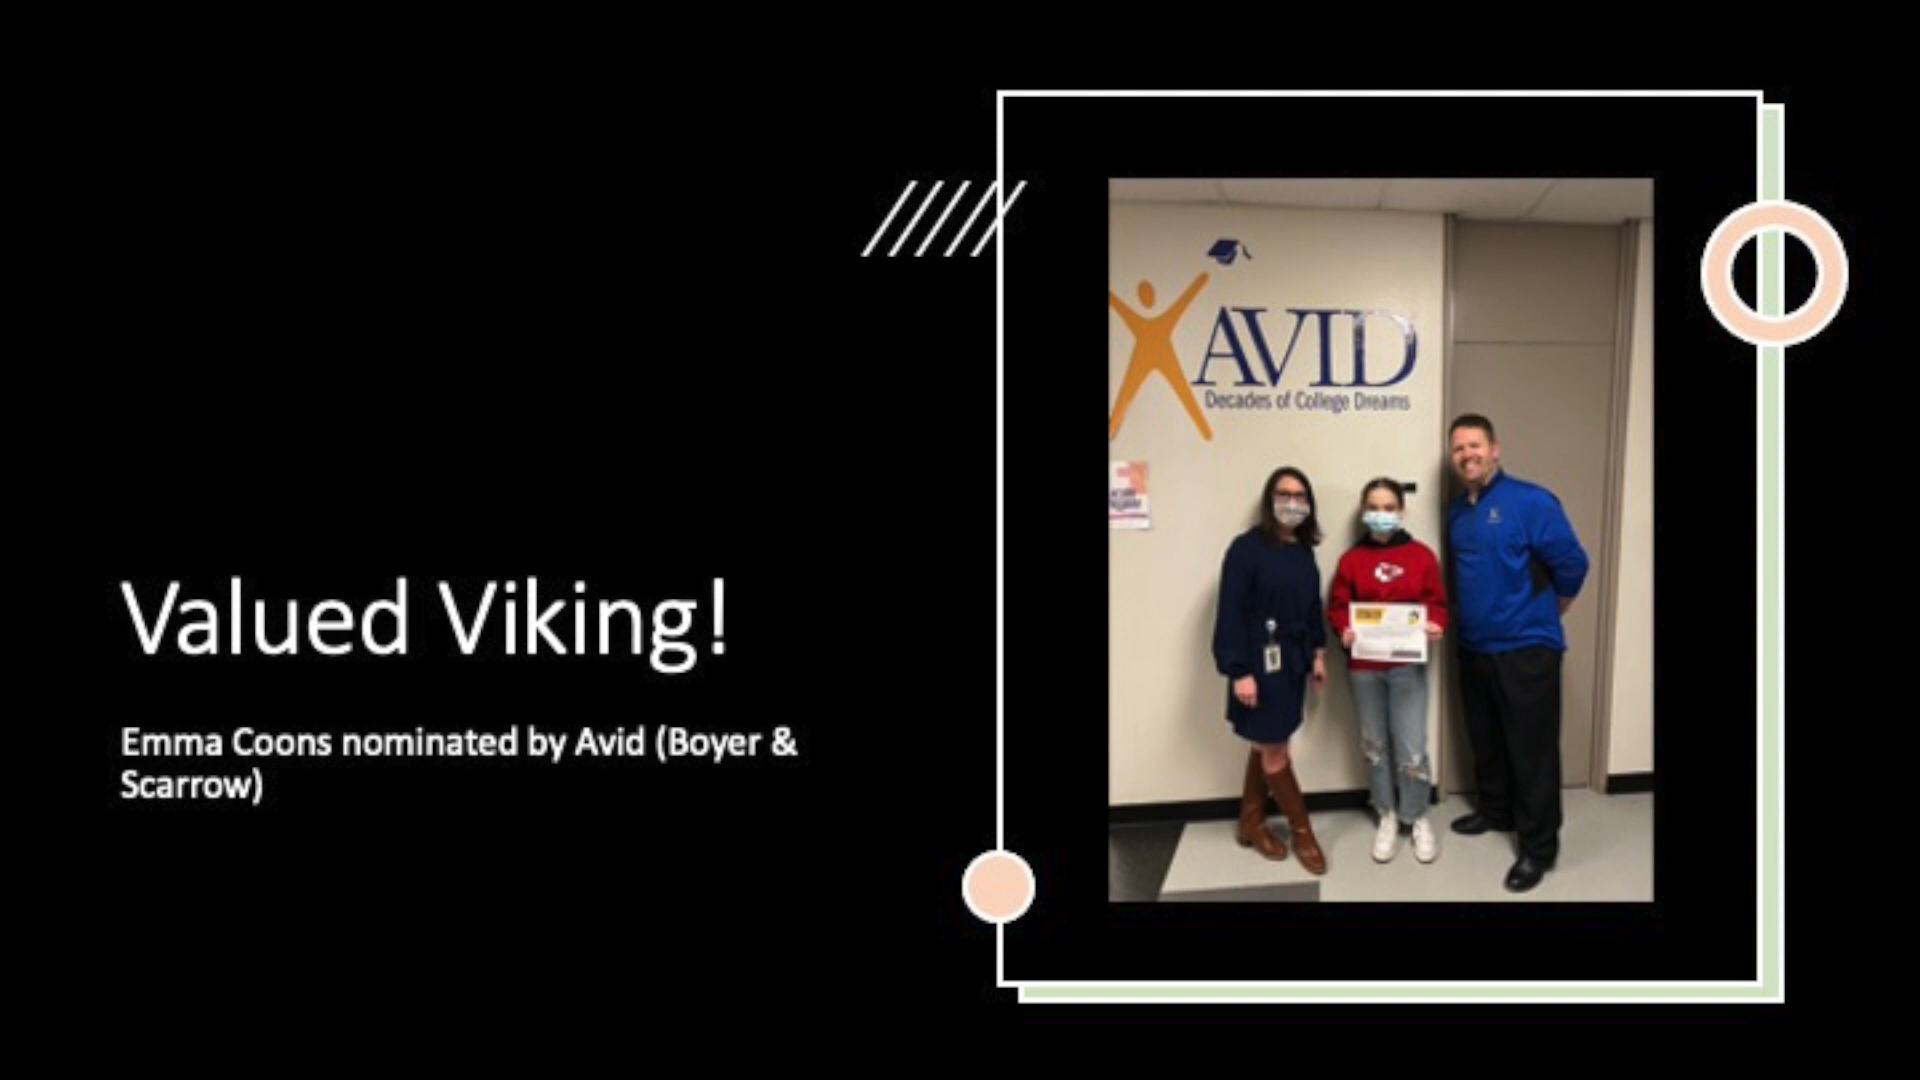 Valued Viking!
Emma Coons nominated by Avid (Boyer &
Scarrow)
AVID
Decades of College Dreams